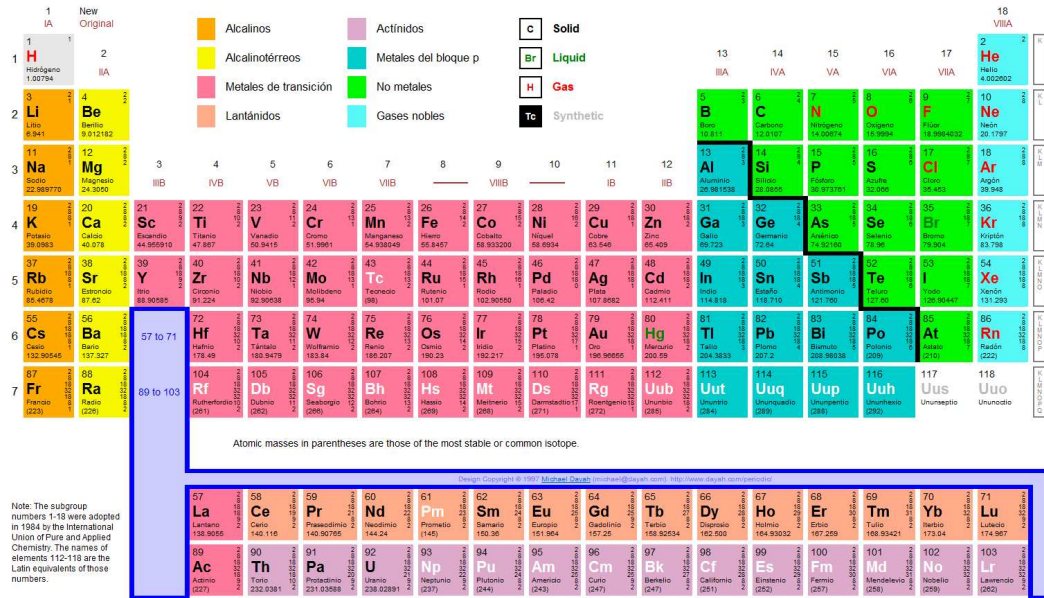 1 New 18
IA Original VIIIA
Alcalinos Actínidos C Solid
Alcalinotérreos Metales del bloque p Br Liquid
Metales de transición No metales H Gas
Lantánidos Gases nobles Tc Synthetic
1 2 13 14 15 16 17 2
1 H IIA IIIA IVA VA VIA VIIA He K
Hidrógeno Helio
1.00794 4.002602
3 4 5 6 7 8 9 10
2 Li Be B C N O F Ne K L
Litio Berilio Boro Carbono Nitrógeno Oxígeno Flúor Neón
6.941 9.012182 10.811 12.0107 14.00674 15.9994 18.9984032 20.1797
11 12 13 14 15 16 17 18
3 Na Mg Al Si P S Cl Ar K L M
Sodio Magnesio Aluminio Silicio Fósforo Azufre Cloro Argón
22.989770 24.3050 26.981538 28.0855 30.973761 32.066 35.453 39.948
3 4 5 6 7 8 9 10 11 12
IIIB IVB VB VIB VIIB VIIIB IB IIB
19 20 21 22 23 24 25 26 27 28 29 30 31 32 33 34 35 36
4 K Ca Sc Ti V Cr Mn Fe Co Ni Cu Zn Ga Ge As Se Br Kr K L M N
Potasio Calcio Escandio Titanio Vanadio Cromo Manganeso Hierro Cobalto Níquel Cobre Zinc Galio Germanio Arsénico Selenio Bromo Kriptón
39.0983 40.078 44.955910 47.867 50.9415 51.9961 54.938049 55.8457 58.933200 58.6934 63.546 65.409 69.723 72.64 74.92160 78.96 79.904 83.798
37 38 39 40 41 42 43 44 45 46 47 48 49 50 51 52 53 54
5 Rb Sr Y Zr Nb Mo Tc Ru Rh Pd Ag Cd In Sn Sb Te I Xe K L M N O
Rubidio Estroncio Itrio Circonio Niobio Molibdeno Tecnecio Rutenio Rodio Paladio Plata Cadmio Indio Estaño Antimonio Teluro Yodo Xenón
85.4678 87.62 88.90585 91.224 92.90638 95.94 (98) 101.07 102.90550 106.42 107.8682 112.411 114.818 118.710 121.760 127.60 126.90447 131.293
55 56 72 73 74 75 76 77 78 79 80 81 82 83 84 85 86
6 Cs Ba 57 to 71 Hf Ta W Re Os Ir Pt Au Hg Tl Pb Bi Po At Rn K L M N O P
Cesio Bario Hafnio Tántalo Wolframio Renio Osmio Iridio Platino Oro Mercurio Talio Plomo Bismuto Polonio Astato Radón
132.90545 137.327 178.49 180.9479 183.84 186.207 190.23 192.217 195.078 196.96655 200.59 204.3833 207.2 208.98038 (209) (210) (222)
87 88 104 105 106 107 108 109 110 111 112 113 114 115 116 117 118
7 Fr Ra 89 to 103 Rf Db Sg Bh Hs Mt Ds Rg Uub Uut Uuq Uup Uuh Uus Uuo K L M N O P Q
Francio Radio Rutherfordio Dubnio Seaborgio Bohrio Hassio Meitnerio Darmstadtio Roentgenio Ununbio Ununtrio Ununquadio Ununpentio Ununhexio Ununseptio Ununoctio
(223) (226) (261) (262) (266) (264) (269) (268) (271) (272) (285) (284) (289) (288) (292)
Atomic masses in parentheses are those of the most stable or common isotope.
Design Copyright © 1997 Michael Dayah (michael@dayah.com). http://www.dayah.com/periodic/
Note: The subgroup
numbers 1-18 were adopted
in 1984 by the International
Union of Pure and Applied
Chemistry. The names of
elements 112-118 are the
Latin equivalents of those
numbers.
57 58 59 60 61 62 63 64 65 66 67 68 69 70 71
La Ce Pr Nd Pm Sm Eu Gd Tb Dy Ho Er Tm Yb Lu
Lantano Cerio Praseodimio Neodimio Prometio Samario Europio Gadolinio Terbio Disprosio Holmio Erbio Tulio Iterbio Lutecio
138.9055 140.116 140.90765 144.24 (145) 150.36 151.964 157.25 158.92534 162.500 164.93032 167.259 168.93421 173.04 174.967
89 90 91 92 93 94 95 96 97 98 99 100 101 102 103
Ac Th Pa U Np Pu Am Cm Bk Cf Es Fm Md No Lr
Actinio Torio Protactinio Uranio Neptunio Plutonio Americio Curio Berkelio Californio Einstenio Fermio Mendelevio Nobelio Lawrencio
(227) 232.0381 231.03588 238.02891 (237) (244) (243) (247) (247) (251) (252) (257) (258) (259) (262)